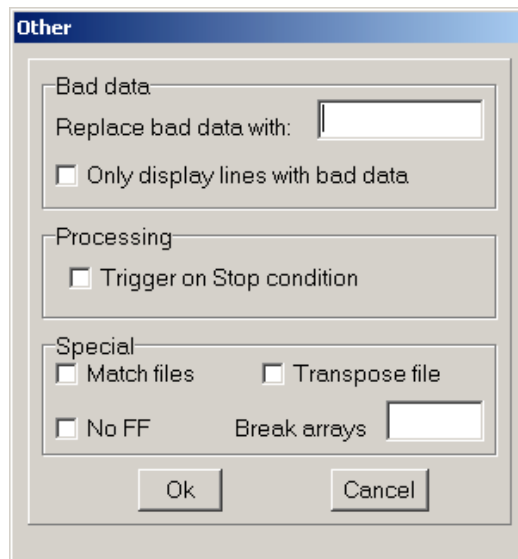 Other
Bad data
Replace bad data with:
Only display lines with bad data
Processing
Trigger on Stop condition
Special
Match files Transpose file
No FF Break arrays
Ok Cancel